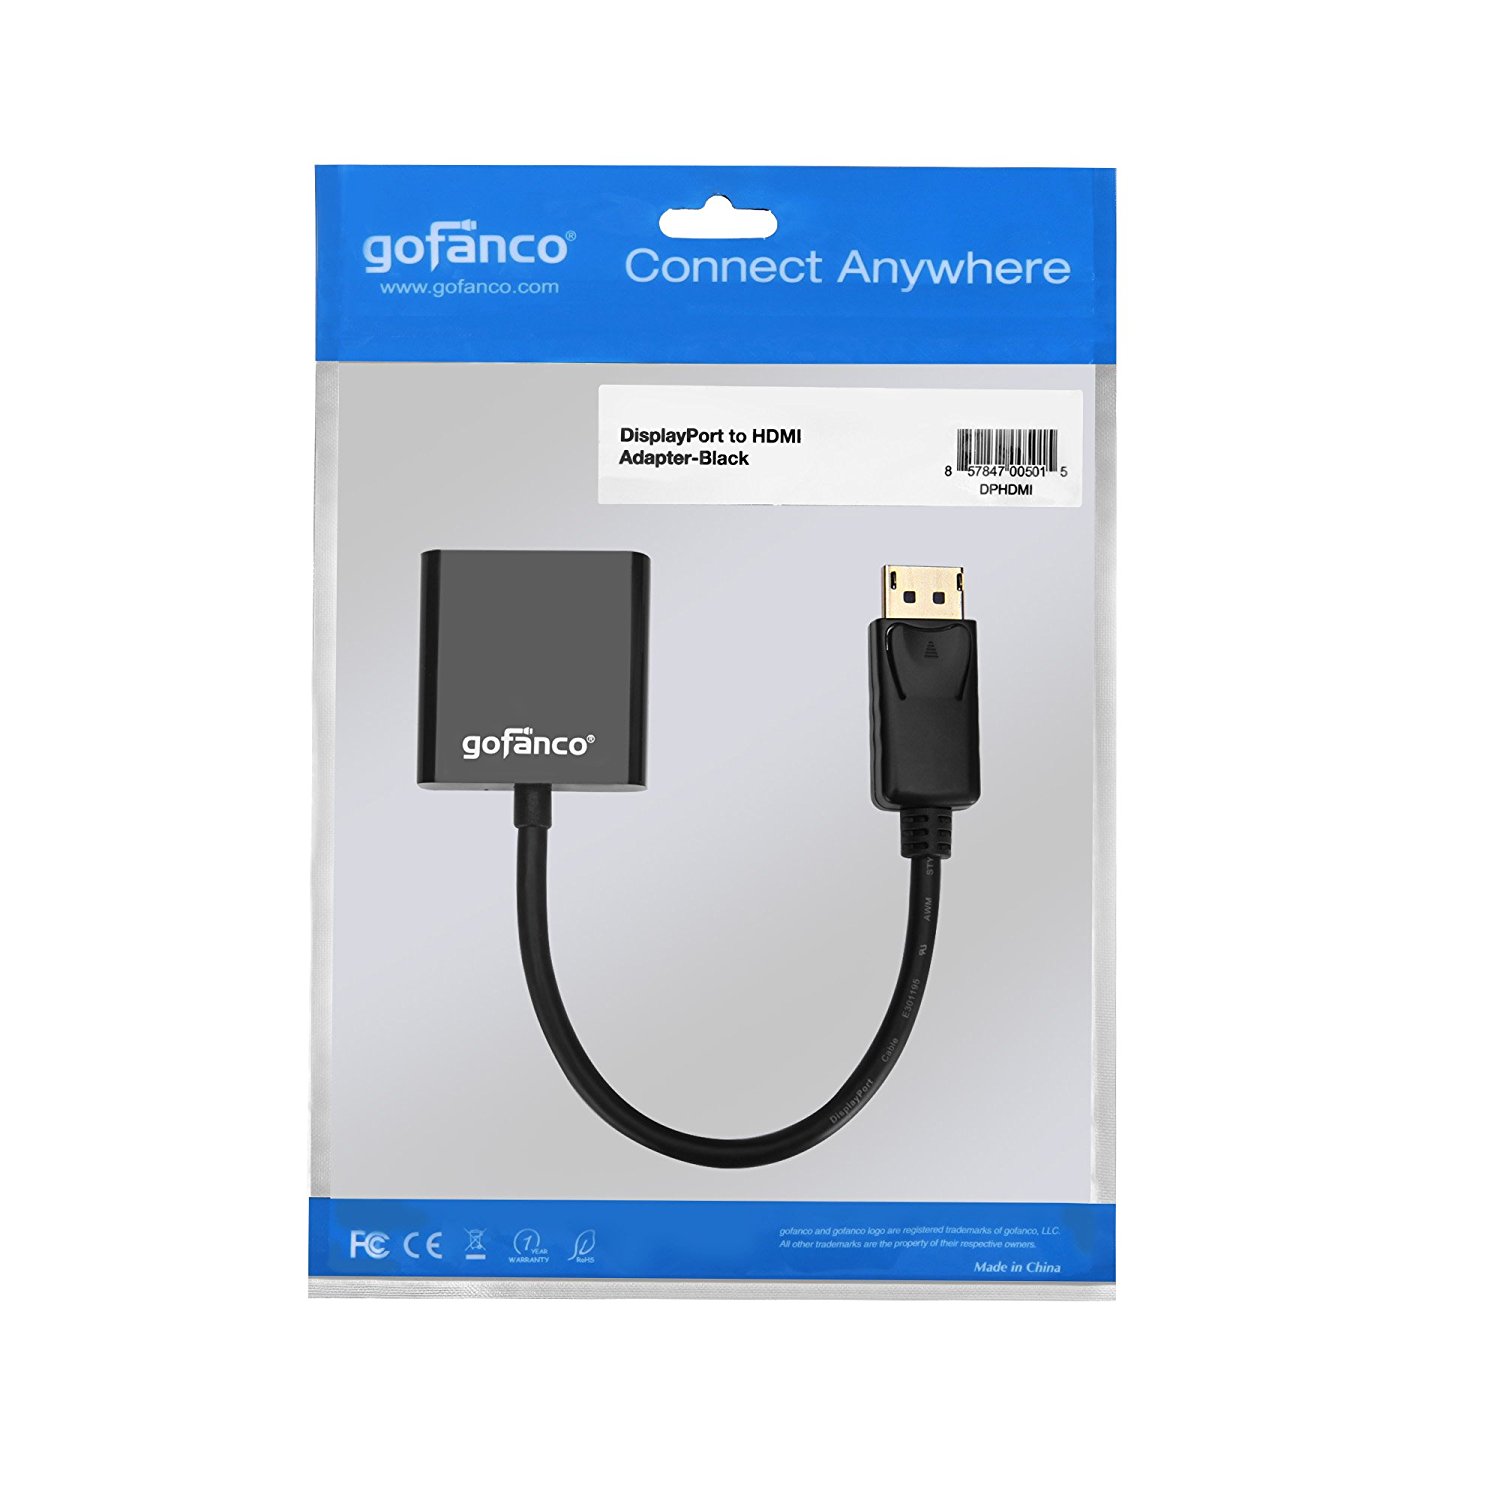 gofanco®
www.gofanco.com
Connect Anywhere
DisplayPort to HDMI
Adapter-Black
8 57847 00501 5
DPHDMI
gofanco®
DisplayPort Cable E301195 AWM STY
FC CE
1 YEAR
WARRANTY
RoHS
gofanco and gofanco logo are registered trademarks of gofanco, LLC.
All other trademarks are the property of their respective owners.
Made in China